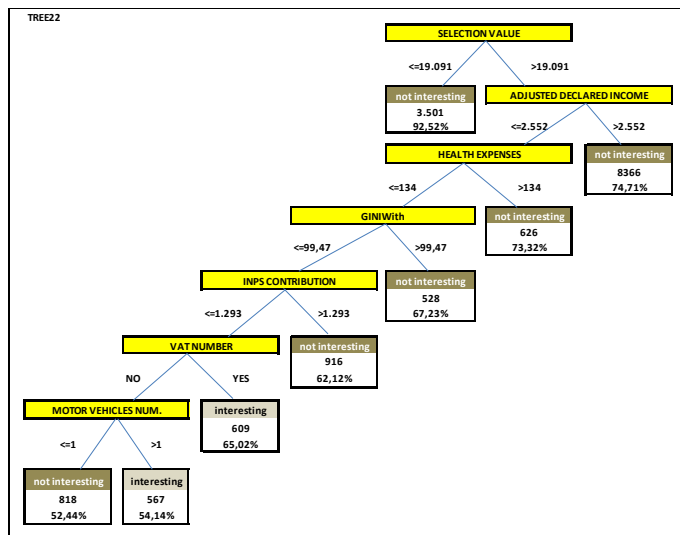 TREE22
SELECTION VALUE
<=19.091
>19.091
not interesting
3.501
92,52%
ADJUSTED DECLARED INCOME
<=2.552
>2.552
HEALTH EXPENSES
not interesting
8366
74,71%
<=134
>134
GINIWith
not interesting
626
73,32%
<=99,47
>99,47
INPS CONTRIBUTION
not interesting
528
67,23%
<=1.293
>1.293
VAT NUMBER
not interesting
916
62,12%
NO
YES
MOTOR VEHICLES NUM.
interesting
609
65,02%
<=1
>1
not interesting
818
52,44%
interesting
567
54,14%